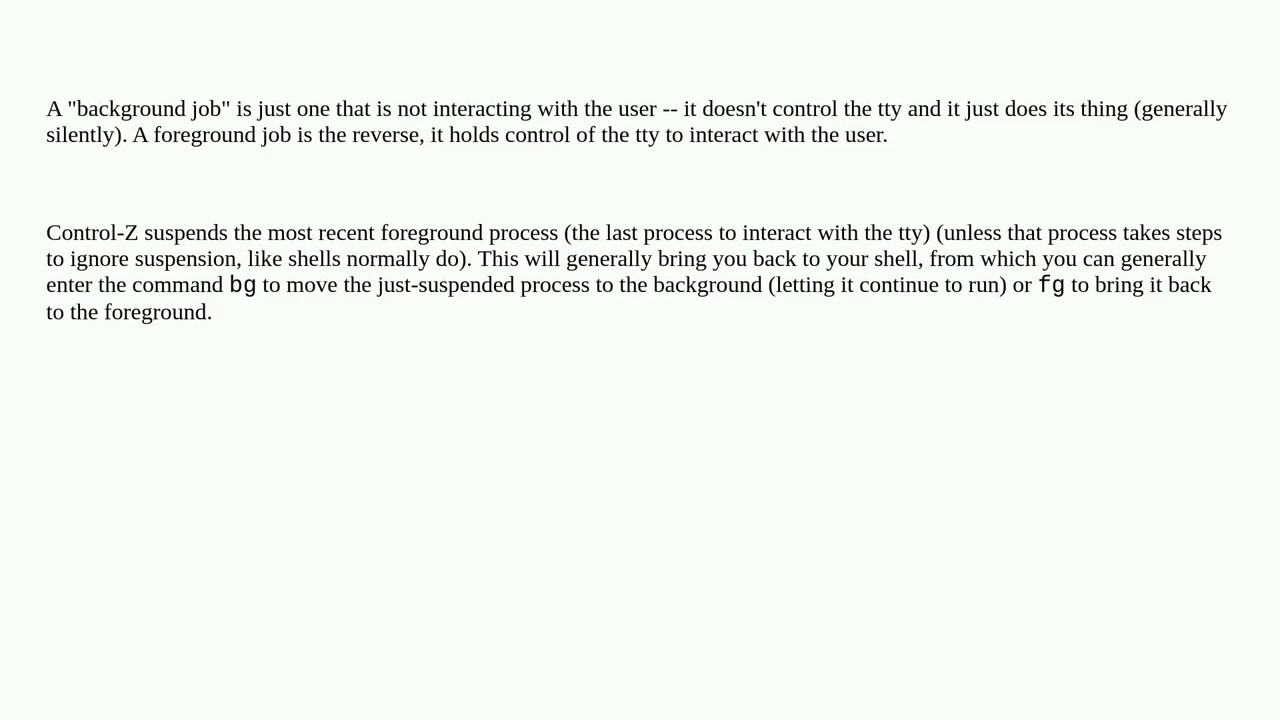 A "background job" is just one that is not interacting with the user -- it doesn't control the tty and it just does its thing (generally
silently). A foreground job is the reverse, it holds control of the tty to interact with the user.
Control-Z suspends the most recent foreground process (the last process to interact with the tty) (unless that process takes steps
to ignore suspension, like shells normally do). This will generally bring you back to your shell, from which you can generally
enter the command bg to move the just-suspended process to the background (letting it continue to run) or fg to bring it back
to the foreground.